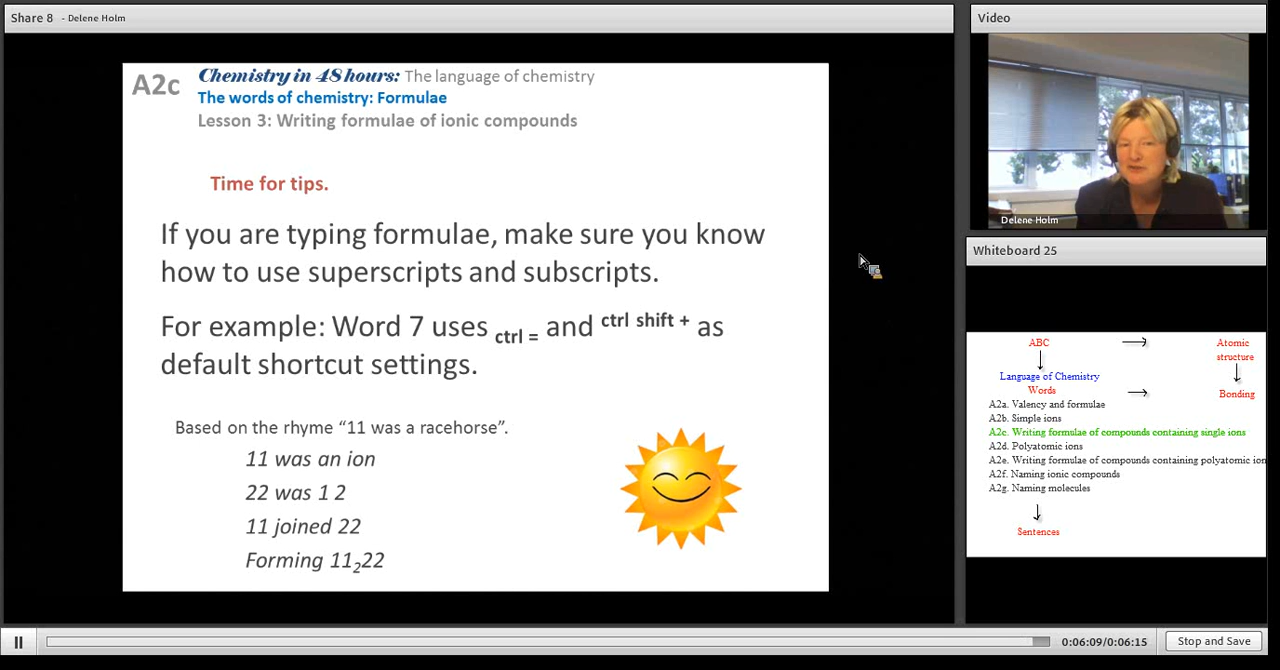 Share 8 - Delene Holm
A2c
Chemistry in 48 hours: The language of chemistry
The words of chemistry: Formulae
Lesson 3: Writing formulae of ionic compounds
Time for tips.
If you are typing formulae, make sure you know
how to use superscripts and subscripts.
For example: Word 7 uses ctrl = and ctrl shift + as
default shortcut settings.
Based on the rhyme “11 was a racehorse”.
11 was an ion
22 was 1 2
11 joined 22
Forming 11₂22
Video
Delene Holm
Whiteboard 25
ABC
Atomic
structure
Language of Chemistry
Words
Bonding
A2a. Valency and formulae
A2b. Simple ions
A2c. Writing formulae of compounds containing single ions
A2d. Polyatomic ions
A2e. Writing formulae of compounds containing polyatomic ion
A2f. Naming ionic compounds
A2g. Naming molecules
Sentences
0:06:09/0:06:15
Stop and Save